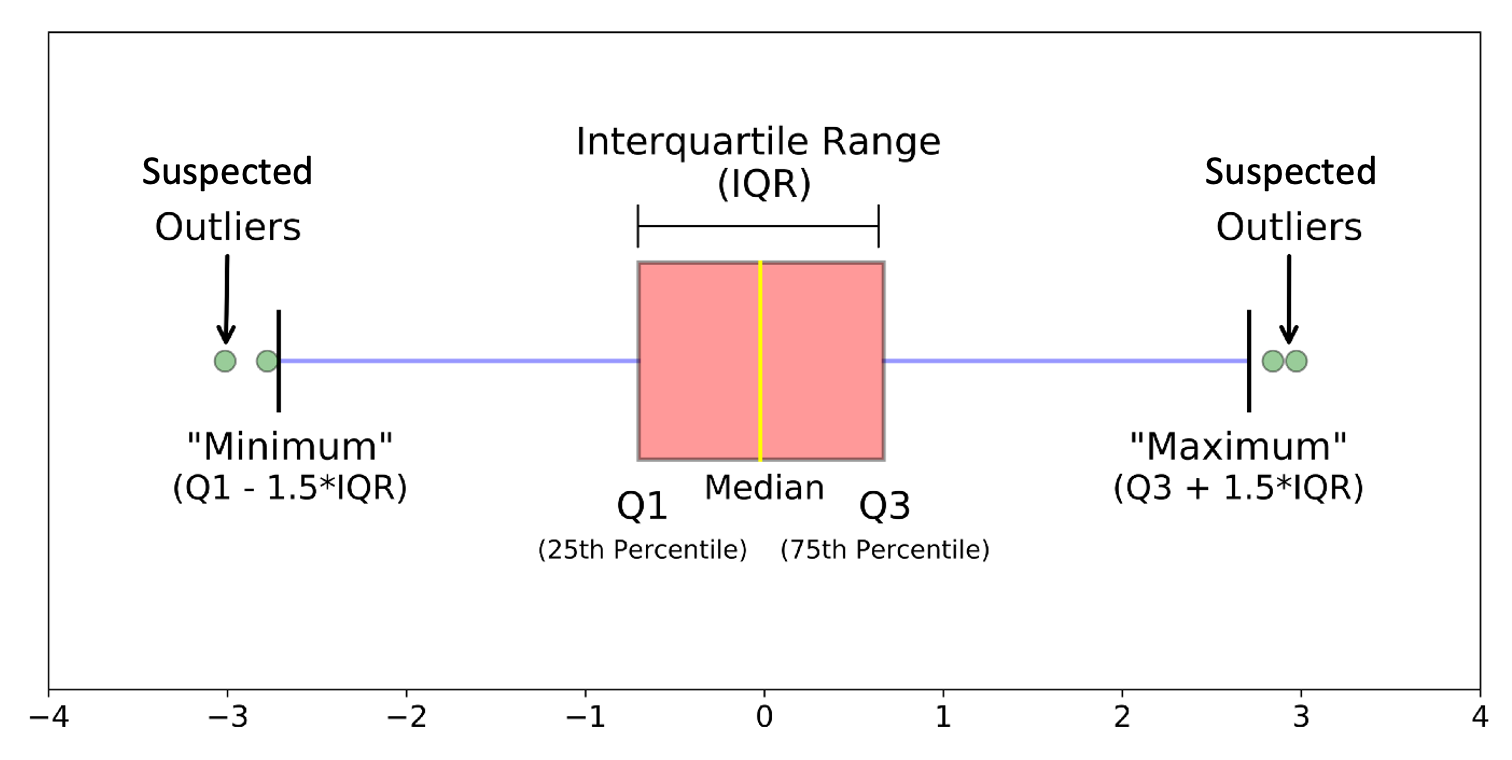 Interquartile Range
(IQR)
Suspected
Outliers
Suspected
Outliers
"Minimum"
(Q1 - 1.5*IQR)
Q1
(25th Percentile)
Median
Q3
(75th Percentile)
"Maximum"
(Q3 + 1.5*IQR)
−4 −3 −2 −1 0 1 2 3 4